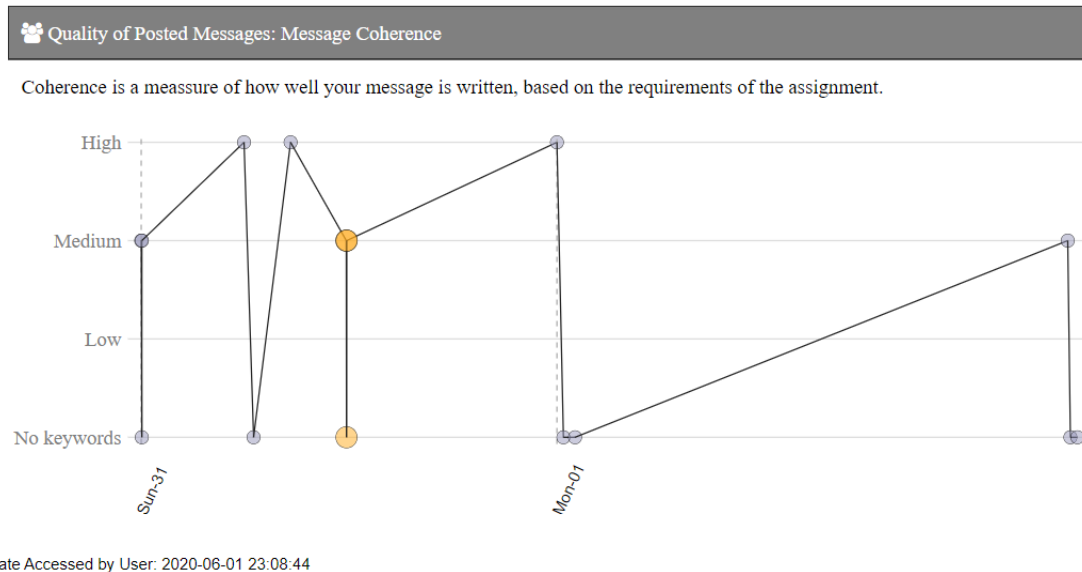 Quality of Posted Messages: Message Coherence
Coherence is a meassure of how well your message is written, based on the requirements of the assignment.
High
Medium
Low
No keywords
Sun-31
Mon-01
ate Accessed by User: 2020-06-01 23:08:44